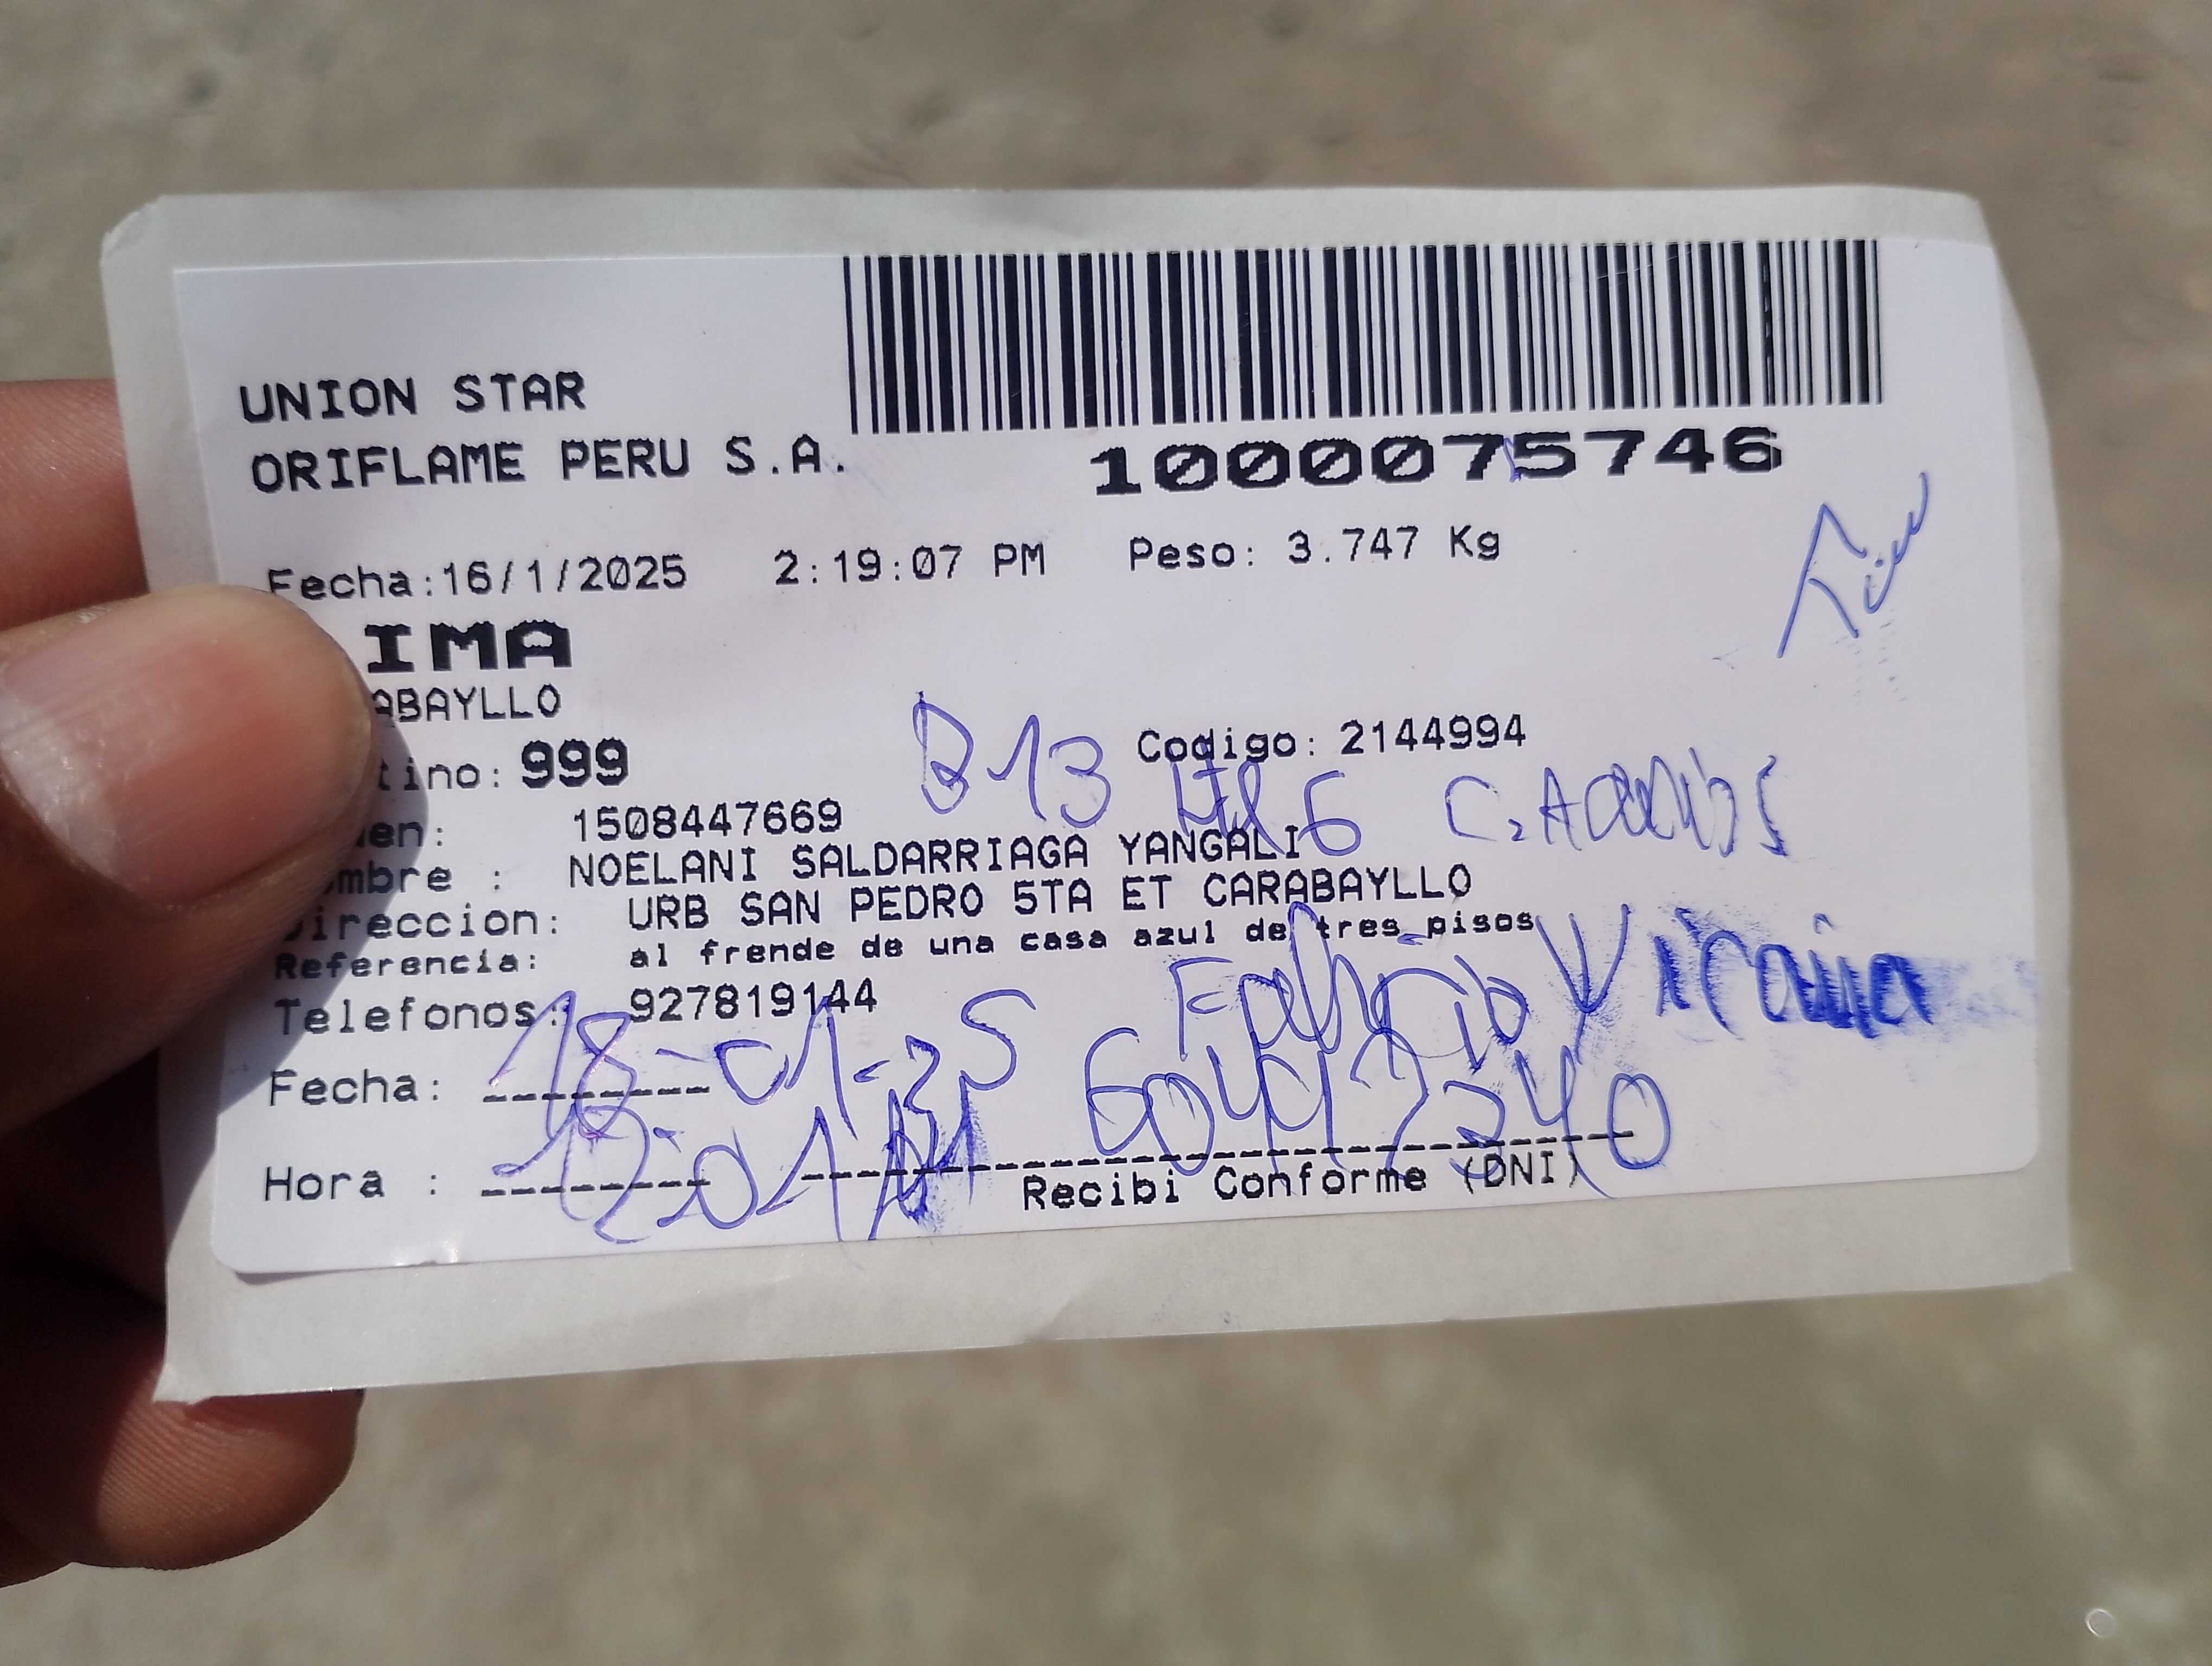 UNION STAR
ORIFLAME PERU S.A.
1000075746
Fecha:16/1/2025 2:19:07 PM Peso: 3.747 Kg
IMA
ABAYLLO
tino: 999 Codigo: 2144994
B13
en: 1508447669
mbre : NOELANI SALDARRIAGA YANGALI
Direccion: URB SAN PEDRO 5TA ET CARABAYLLO
Referencia: al frende de una casa azul de tres pisos
Telefonos: 927819144
Fecha: 18-01-25
Hora :
Recibi Conforme (DNI)